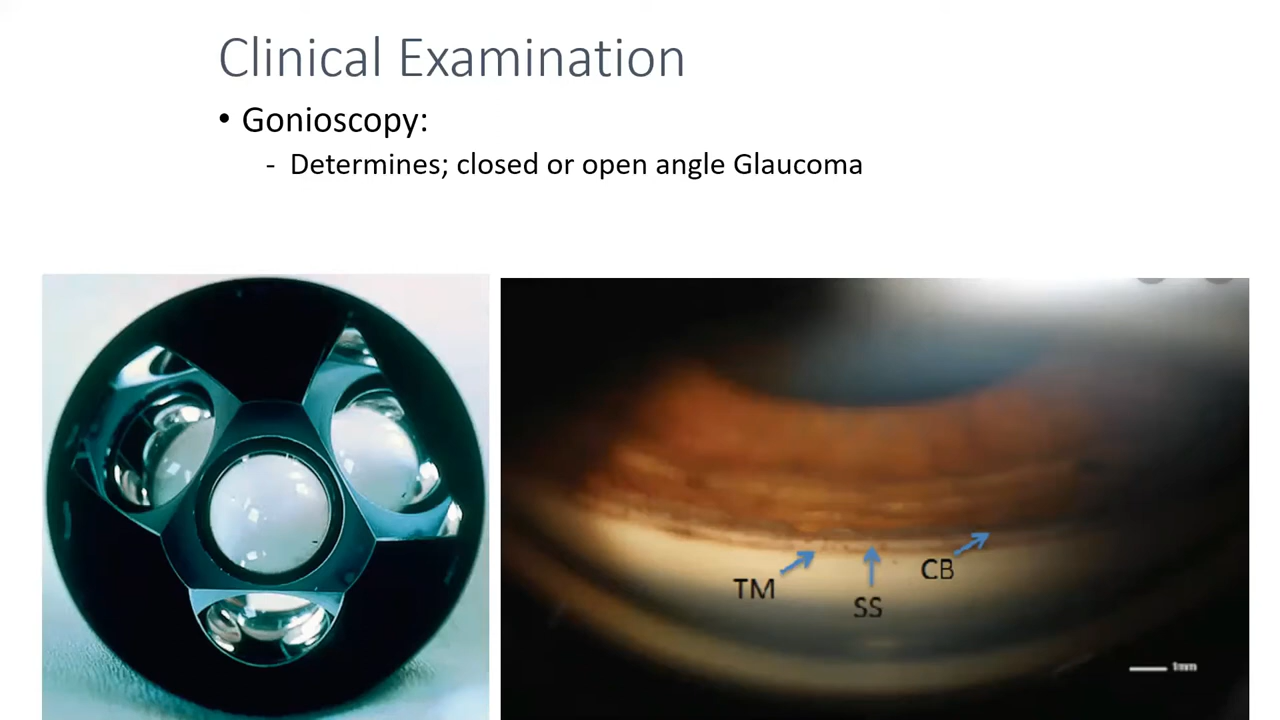 Clinical Examination
• Gonioscopy:
- Determines; closed or open angle Glaucoma
TM
SS
CB
1mm